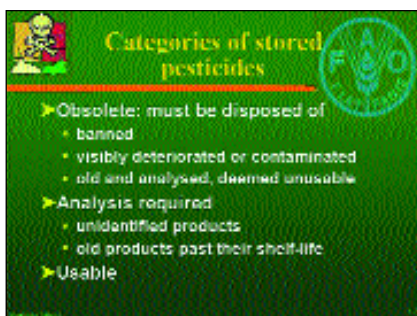 Categories of stored
pesticides
F A O
➤Obsolete: must be disposed of
• banned
• visibly deteriorated or contaminated
• old and analysed, deemed unusable
➤Analysis required
• unidentified products
• old products past their shelf-life
➤Usable